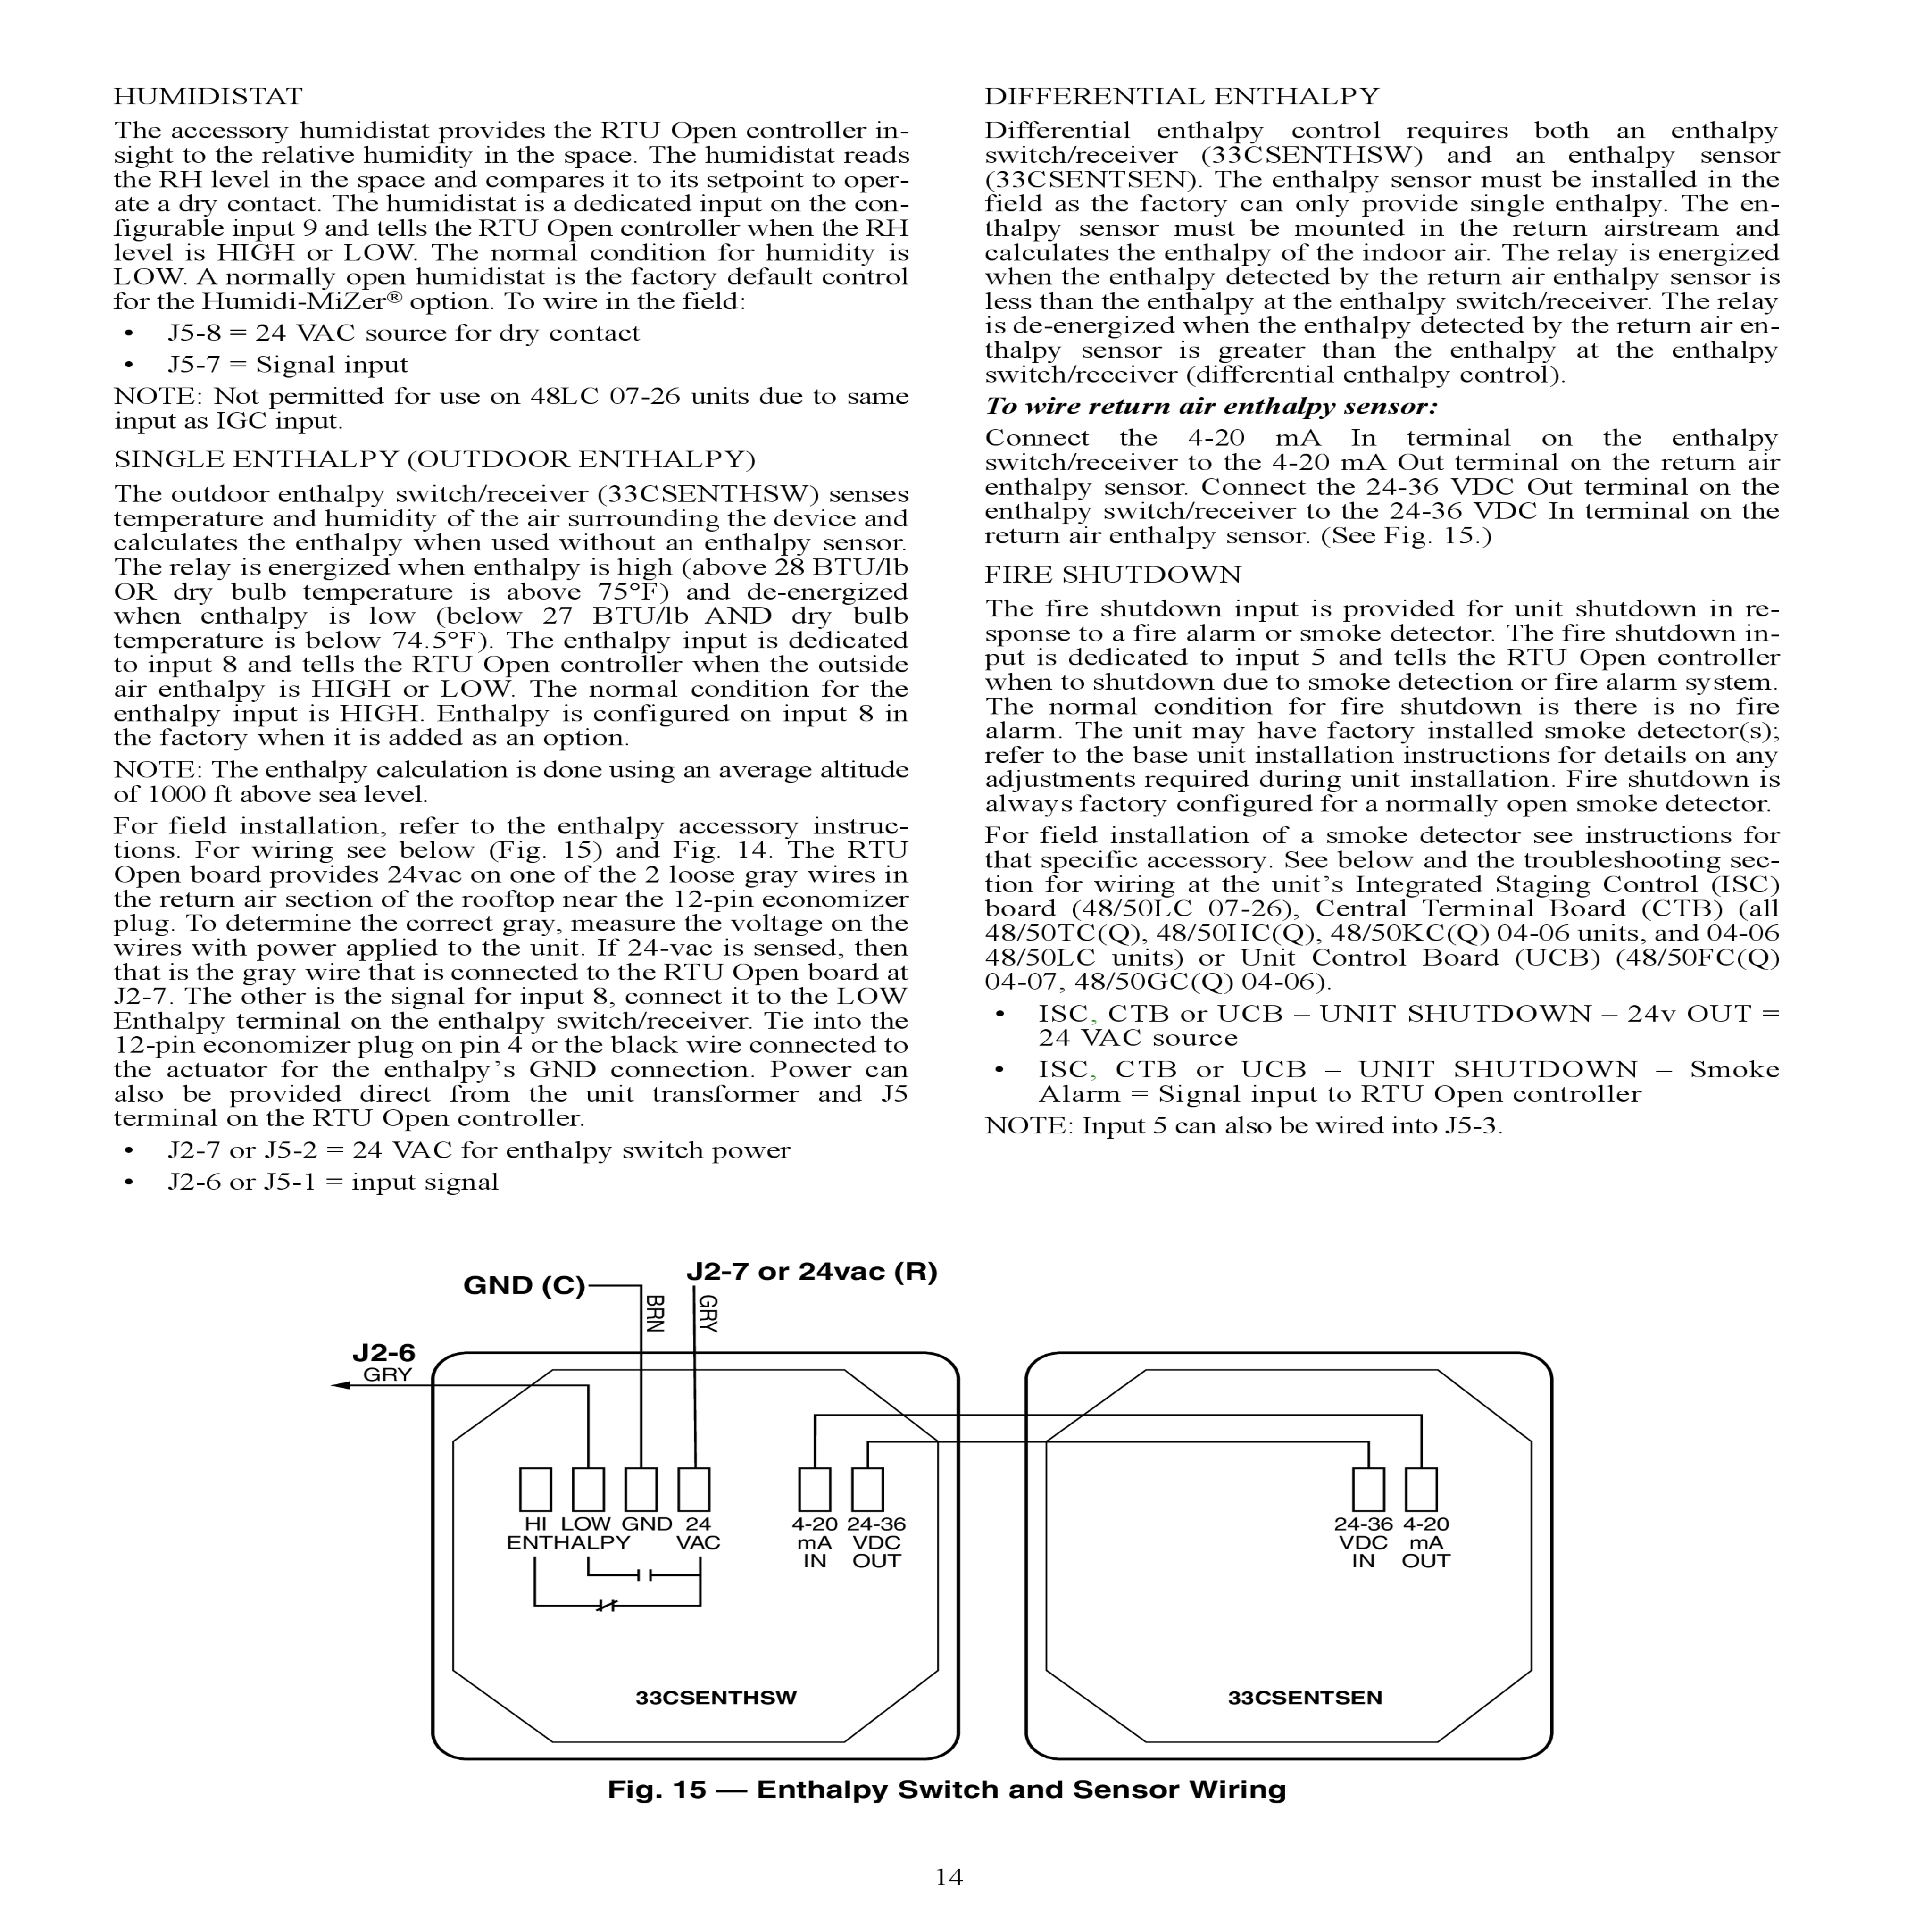 HUMIDISTAT
The accessory humidistat provides the RTU Open controller in-
sight to the relative humidity in the space. The humidistat reads
the RH level in the space and compares it to its setpoint to oper-
ate a dry contact. The humidistat is a dedicated input on the con-
figurable input 9 and tells the RTU Open controller when the RH
level is HIGH or LOW. The normal condition for humidity is
LOW. A normally open humidistat is the factory default control
for the Humidi-MiZer® option. To wire in the field:
• J5-8 = 24 VAC source for dry contact
• J5-7 = Signal input
NOTE: Not permitted for use on 48LC 07-26 units due to same
input as IGC input.
SINGLE ENTHALPY (OUTDOOR ENTHALPY)
The outdoor enthalpy switch/receiver (33CSENTHSW) senses
temperature and humidity of the air surrounding the device and
calculates the enthalpy when used without an enthalpy sensor.
The relay is energized when enthalpy is high (above 28 BTU/lb
OR dry bulb temperature is above 75°F) and de-energized
when enthalpy is low (below 27 BTU/lb AND dry bulb
temperature is below 74.5°F). The enthalpy input is dedicated
to input 8 and tells the RTU Open controller when the outside
air enthalpy is HIGH or LOW. The normal condition for the
enthalpy input is HIGH. Enthalpy is configured on input 8 in
the factory when it is added as an option.
NOTE: The enthalpy calculation is done using an average altitude
of 1000 ft above sea level.
For field installation, refer to the enthalpy accessory instruc-
tions. For wiring see below (Fig. 15) and Fig. 14. The RTU
Open board provides 24vac on one of the 2 loose gray wires in
the return air section of the rooftop near the 12-pin economizer
plug. To determine the correct gray, measure the voltage on the
wires with power applied to the unit. If 24-vac is sensed, then
that is the gray wire that is connected to the RTU Open board at
J2-7. The other is the signal for input 8, connect it to the LOW
Enthalpy terminal on the enthalpy switch/receiver. Tie into the
12-pin economizer plug on pin 4 or the black wire connected to
the actuator for the enthalpy's GND connection. Power can
also be provided direct from the unit transformer and J5
terminal on the RTU Open controller.
• J2-7 or J5-2 = 24 VAC for enthalpy switch power
• J2-6 or J5-1 = input signal
DIFFERENTIAL ENTHALPY
Differential enthalpy control requires both an enthalpy
switch/receiver (33CSENTHSW) and an enthalpy sensor
(33CSENTSEN). The enthalpy sensor must be installed in the
field as the factory can only provide single enthalpy. The en-
thalpy sensor must be mounted in the return airstream and
calculates the enthalpy of the indoor air. The relay is energized
when the enthalpy detected by the return air enthalpy sensor is
less than the enthalpy at the enthalpy switch/receiver. The relay
is de-energized when the enthalpy detected by the return air en-
thalpy sensor is greater than the enthalpy at the enthalpy
switch/receiver (differential enthalpy control).
To wire return air enthalpy sensor:
Connect the 4-20 mA In terminal on the enthalpy
switch/receiver to the 4-20 mA Out terminal on the return air
enthalpy sensor. Connect the 24-36 VDC Out terminal on the
enthalpy switch/receiver to the 24-36 VDC In terminal on the
return air enthalpy sensor. (See Fig. 15.)
FIRE SHUTDOWN
The fire shutdown input is provided for unit shutdown in re-
sponse to a fire alarm or smoke detector. The fire shutdown in-
put is dedicated to input 5 and tells the RTU Open controller
when to shutdown due to smoke detection or fire alarm system.
The normal condition for fire shutdown is there is no fire
alarm. The unit may have factory installed smoke detector(s);
refer to the base unit installation instructions for details on any
adjustments required during unit installation. Fire shutdown is
always factory configured for a normally open smoke detector.
For field installation of a smoke detector see instructions for
that specific accessory. See below and the troubleshooting sec-
tion for wiring at the unit's Integrated Staging Control (ISC)
board (48/50LC 07-26), Central Terminal Board (CTB) (all
48/50TC(Q), 48/50HC(Q), 48/50KC(Q) 04-06 units, and 04-06
48/50LC units) or Unit Control Board (UCB) (48/50FC(Q)
04-07, 48/50GC(Q) 04-06).
• ISC, CTB or UCB – UNIT SHUTDOWN – 24v OUT =
24 VAC source
• ISC, CTB or UCB – UNIT SHUTDOWN – Smoke
Alarm = Signal input to RTU Open controller
NOTE: Input 5 can also be wired into J5-3.
GND (C)
J2-7 or 24vac (R)
BRN
GRY
J2-6
GRY
HI LOW GND 24
ENTHALPY VAC
4-20 24-36
mA VDC
IN OUT
24-36 4-20
VDC mA
IN OUT
33CSENTHSW
33CSENTSEN
Fig. 15 — Enthalpy Switch and Sensor Wiring
14